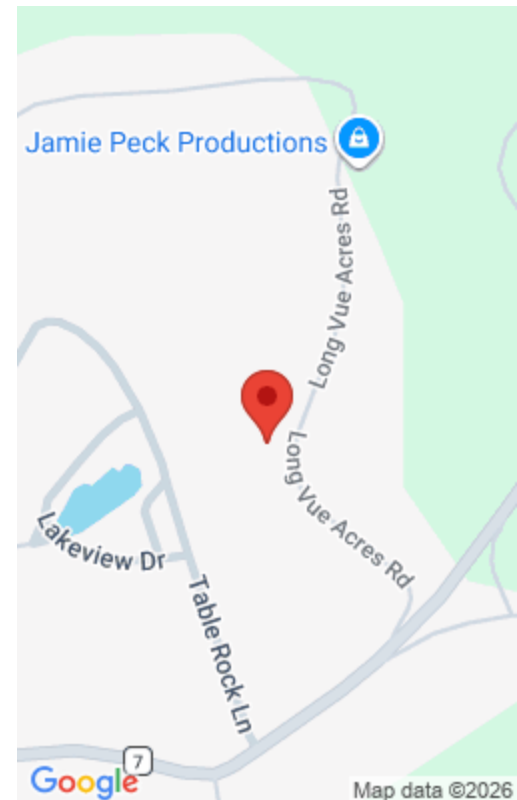 Jamie Peck Productions
Long Vue Acres Rd
Long Vue Acres Rd
Lakeview Dr
Table Rock Ln
7
Google
Map data ©2026